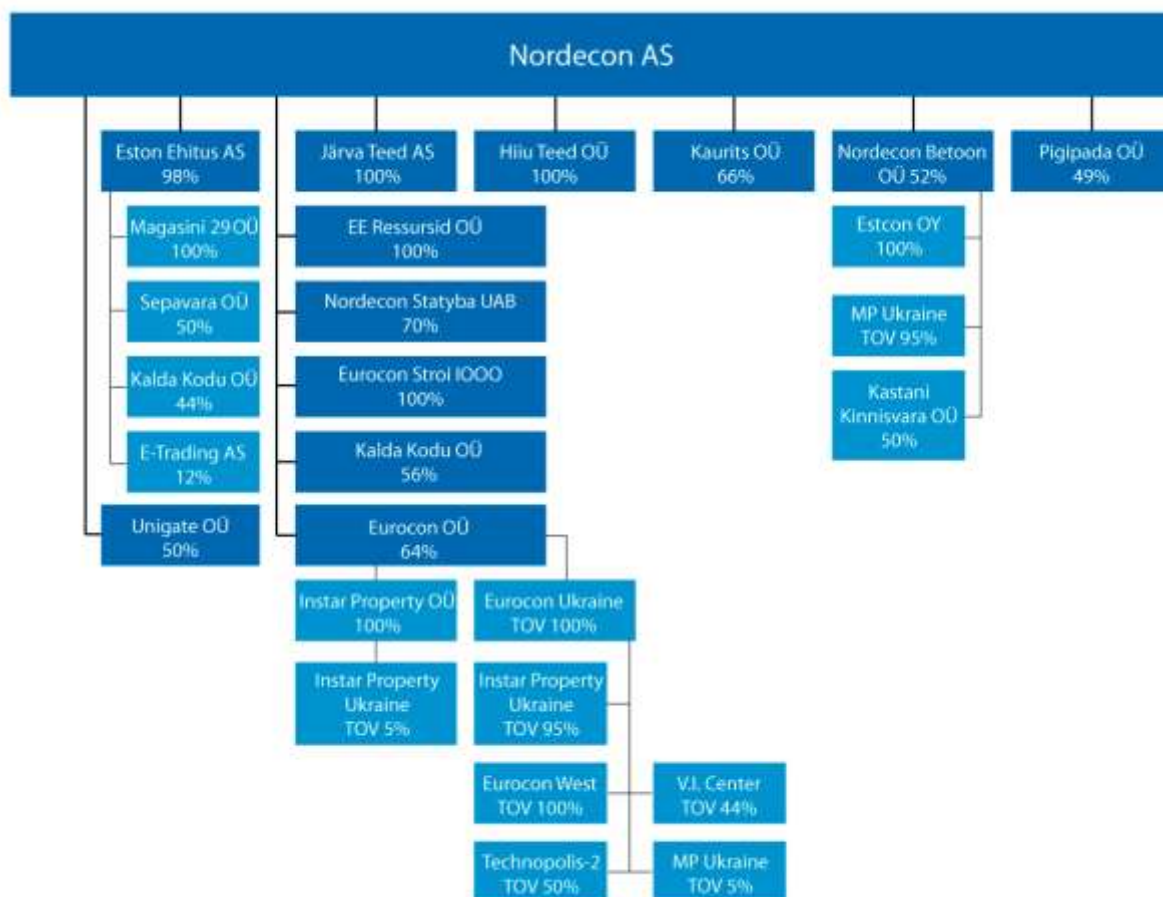 Nordecon AS
Eston Ehitus AS
98%
Järva Teed AS
100%
Hiiu Teed OÜ
100%
Kaurits OÜ
66%
Nordecon Betoon
OÜ 52%
Pigipada OÜ
49%
Magasini 29 OÜ
100%
Sepavara OÜ
50%
Kalda Kodu OÜ
44%
E-Trading AS
12%
Unigate OÜ
50%
EE Ressursid OÜ
100%
Nordecon Statyba UAB
70%
Eurocon Stroi IOOO
100%
Kalda Kodu OÜ
56%
Eurocon OÜ
64%
Estcon OY
100%
MP Ukraine
TOV 95%
Kastani
Kinnisvara OÜ
50%
Instar Property OÜ
100%
Instar Property
Ukraine
TOV 5%
Eurocon Ukraine
TOV 100%
Instar Property
Ukraine
TOV 95%
Eurocon West
TOV 100%
V.I. Center
TOV 44%
Technopolis-2
TOV 50%
MP Ukraine
TOV 5%